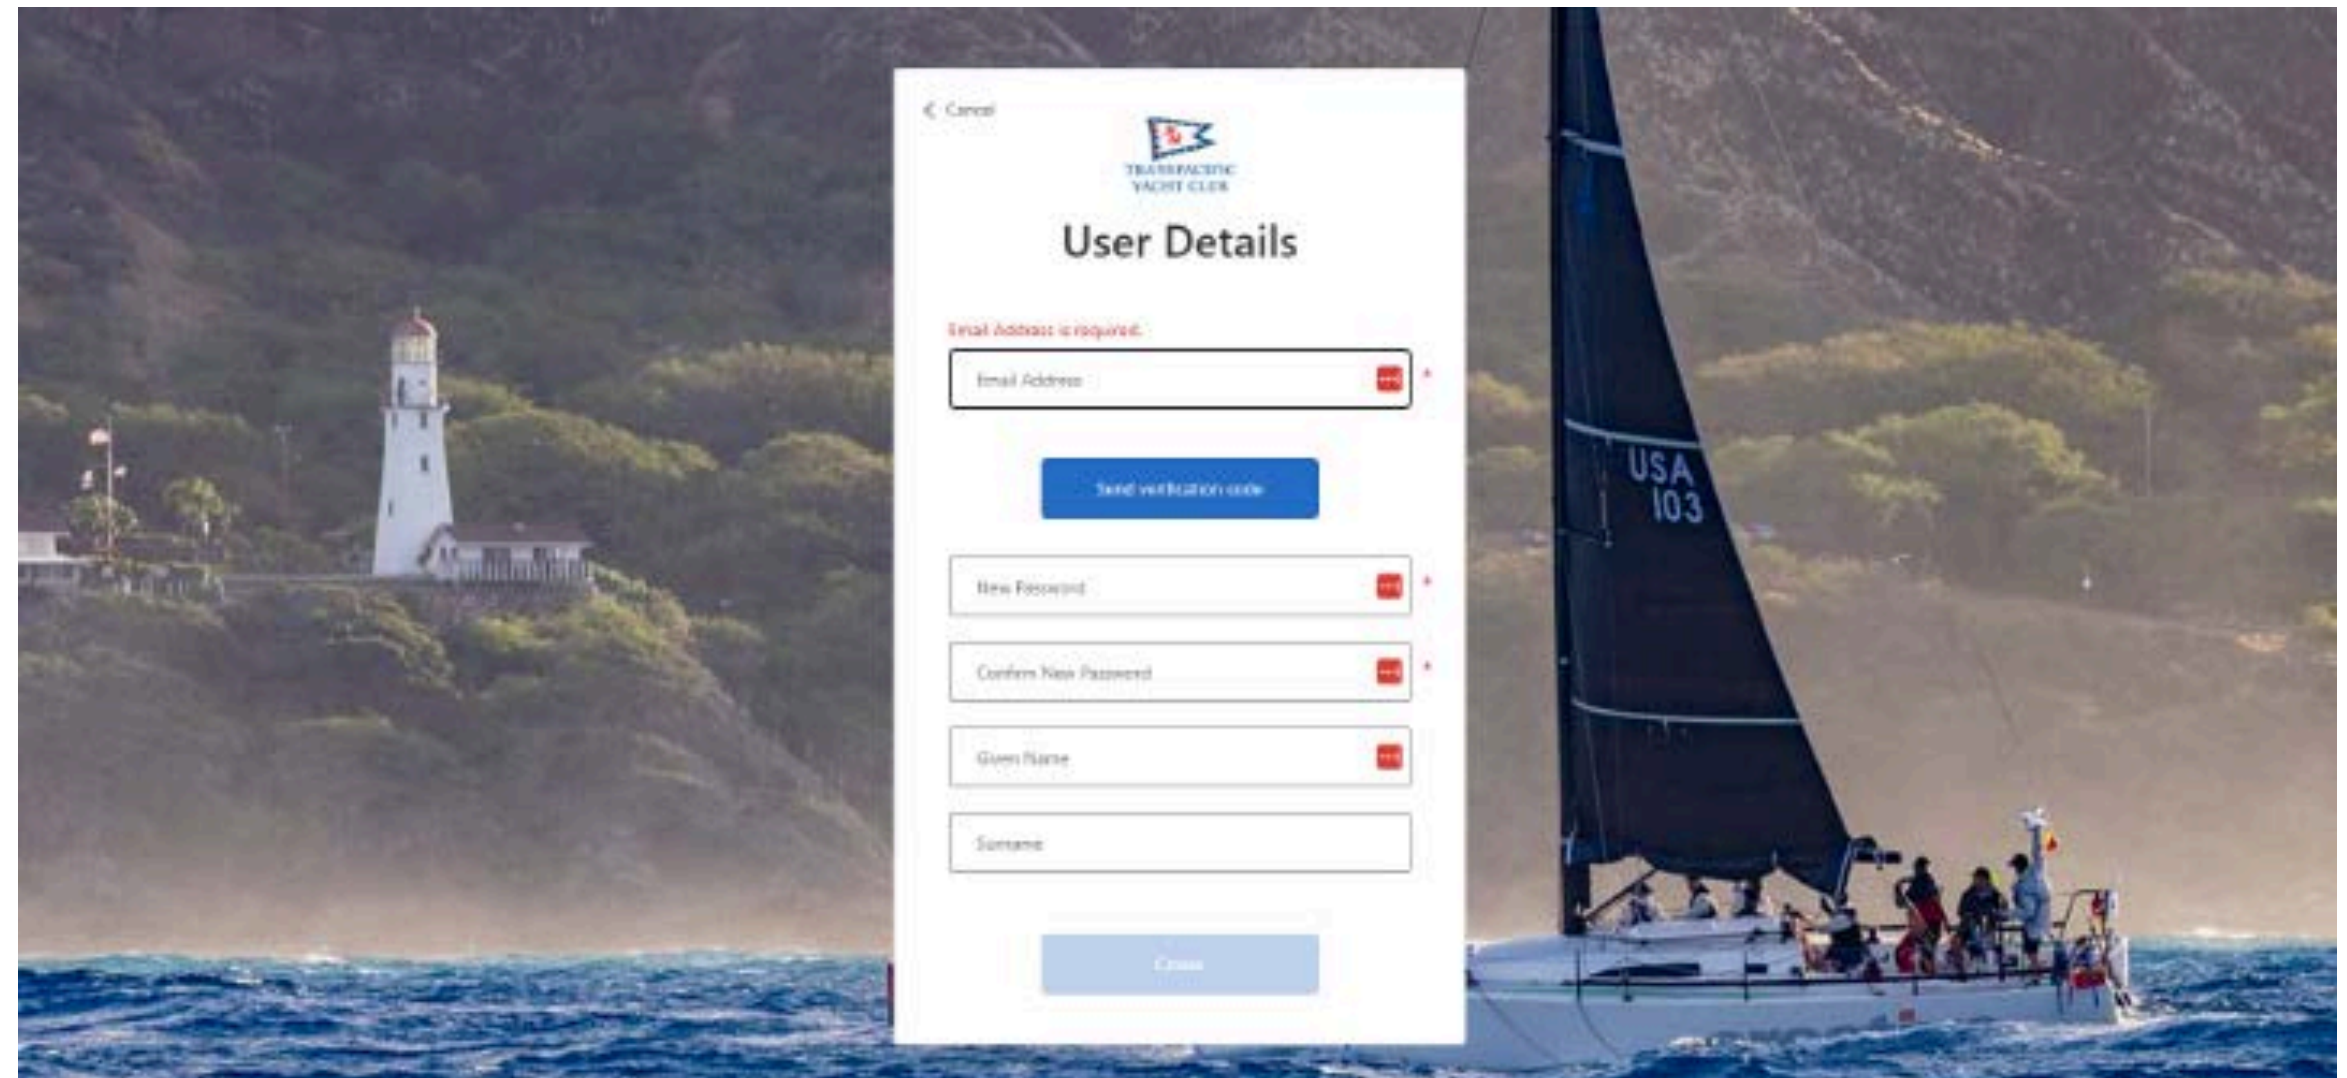 Cancel
TRANSPACIFIC
YACHT CLUB
User Details
Email Address is required.
Email Address
*
Send verification code
New Password
*
Confirm New Password
*
Given Name
Surname
Create
USA
103